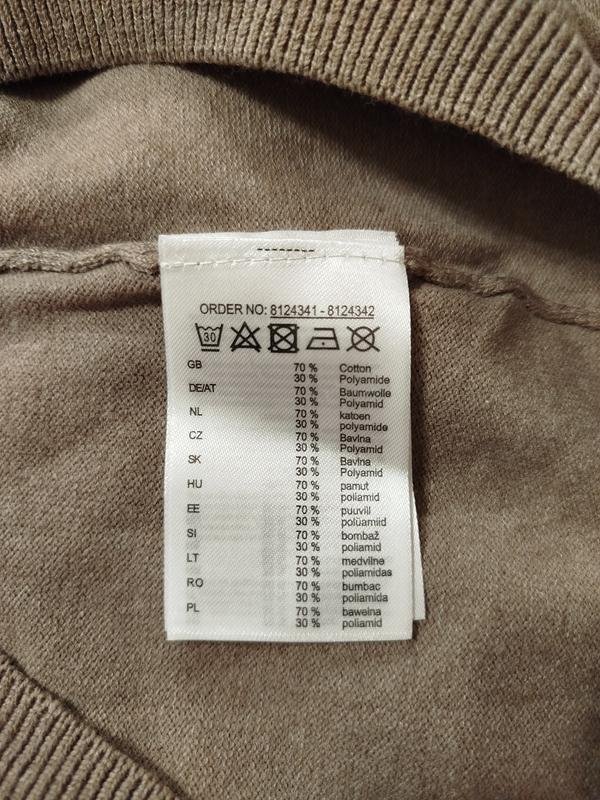 ORDER NO: 8124341 - 8124342
30
GB 70 % Cotton
30 % Polyamide
DE/AT 70 % Baumwolle
30 % Polyamid
NL 70 % katoen
30 % polyamide
CZ 70 % Bavlna
30 % Polyamid
SK 70 % Bavlna
30 % Polyamid
HU 70 % pamut
30 % poliamid
EE 70 % puuvill
30 % polüamiid
SI 70 % bombaž
30 % poliamid
LT 70 % medvilne
30 % poliamidas
RO 70 % bumbac
30 % poliamida
PL 70 % bawelna
30 % poliamid